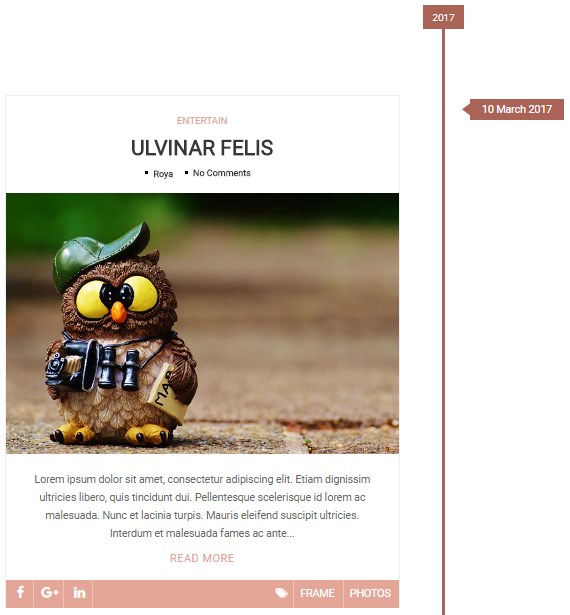 2017
10 March 2017
ENTERTAIN
ULVINAR FELIS
Roya No Comments
MAP
Lorem ipsum dolor sit amet, consectetur adipiscing elit. Etiam dignissim
ultricies libero, quis tincidunt dui. Pellentesque scelerisque id lorem ac
malesuada. Nunc et lacinia turpis. Mauris eleifend suscipit ultricies.
Interdum et malesuada fames ac ante...
READ MORE
f G+ in FRAME PHOTOS